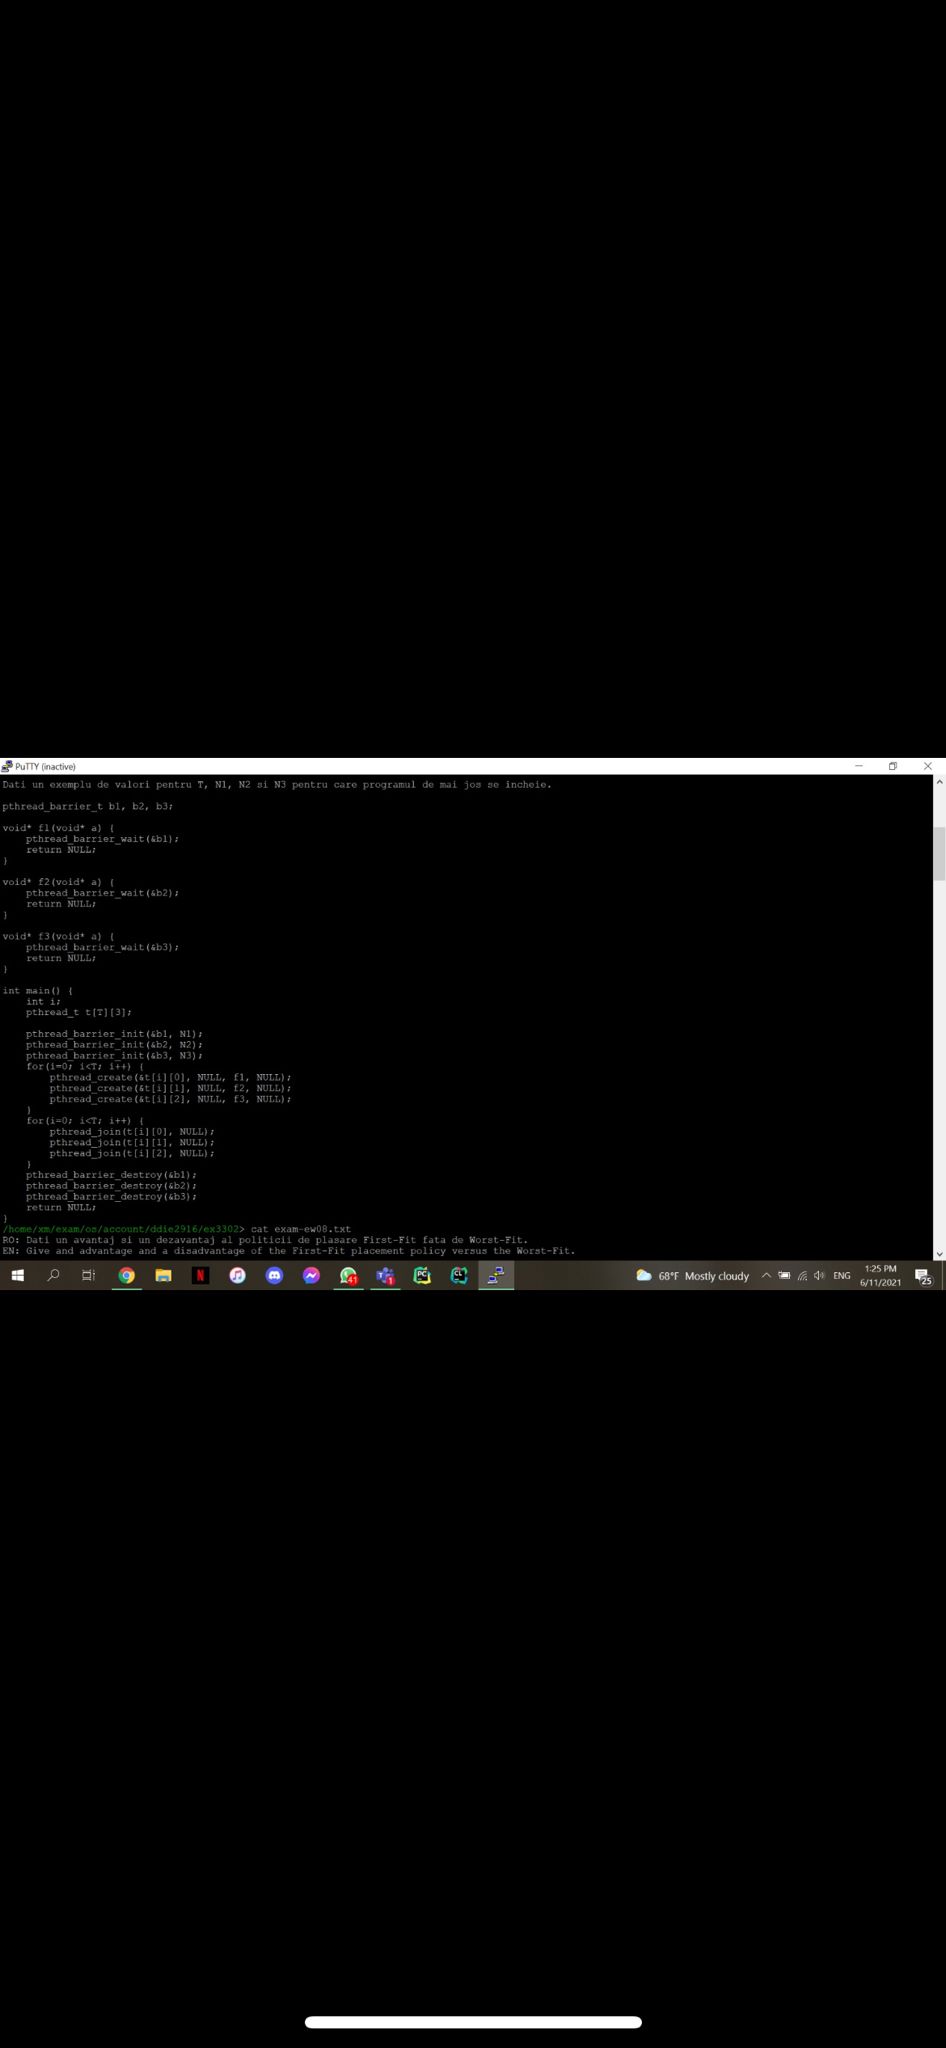 PuTTY (inactive)
Dati un exemplu de valori pentru T, N1, N2 si N3 pentru care programul de mai jos se incheie.
pthread_barrier_t b1, b2, b3;
void* f1(void* a) {
    pthread_barrier_wait(&b1);
    return NULL;
}
void* f2(void* a) {
    pthread_barrier_wait(&b2);
    return NULL;
}
void* f3(void* a) {
    pthread_barrier_wait(&b3);
    return NULL;
}
int main() {
    int i;
    pthread_t t[T][3];
    pthread_barrier_init(&b1, N1);
    pthread_barrier_init(&b2, N2);
    pthread_barrier_init(&b3, N3);
    for(i=0; i<T; i++) {
        pthread_create(&t[i][0], NULL, f1, NULL);
        pthread_create(&t[i][1], NULL, f2, NULL);
        pthread_create(&t[i][2], NULL, f3, NULL);
    }
    for(i=0; i<T; i++) {
        pthread_join(t[i][0], NULL);
        pthread_join(t[i][1], NULL);
        pthread_join(t[i][2], NULL);
    }
    pthread_barrier_destroy(&b1);
    pthread_barrier_destroy(&b2);
    pthread_barrier_destroy(&b3);
    return NULL;
}
/home/xm/exam/os/account/ddie2916/ex3302> cat exam-ew08.txt
RO: Dati un avantaj si un dezavantaj al politicii de plasare First-Fit fata de Worst-Fit.
EN: Give and advantage and a disadvantage of the First-Fit placement policy versus the Worst-Fit.
N 41 1 PC CL 68°F Mostly cloudy ENG 1:25 PM
6/11/2021 25